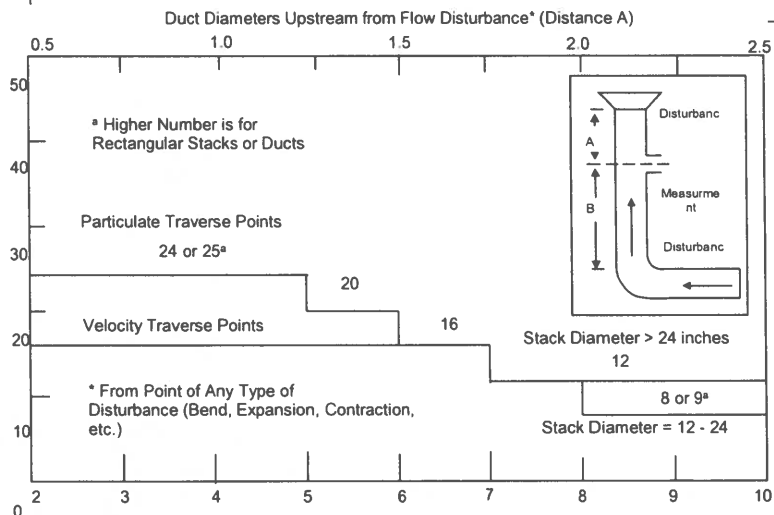 Duct Diameters Upstream from Flow Disturbance* (Distance A)
0.5 1.0 1.5 2.0 2.5
50
40
30
20
10
0
ᵃ Higher Number is for
Rectangular Stacks or Ducts
Particulate Traverse Points
24 or 25ᵃ
20
Velocity Traverse Points
16
* From Point of Any Type of
Disturbance (Bend, Expansion, Contraction,
etc.)
Disturbanc
A
Measurme
nt
B
Disturbanc
Stack Diameter > 24 inches
12
8 or 9ᵃ
Stack Diameter = 12 - 24
2 3 4 5 6 7 8 9 10